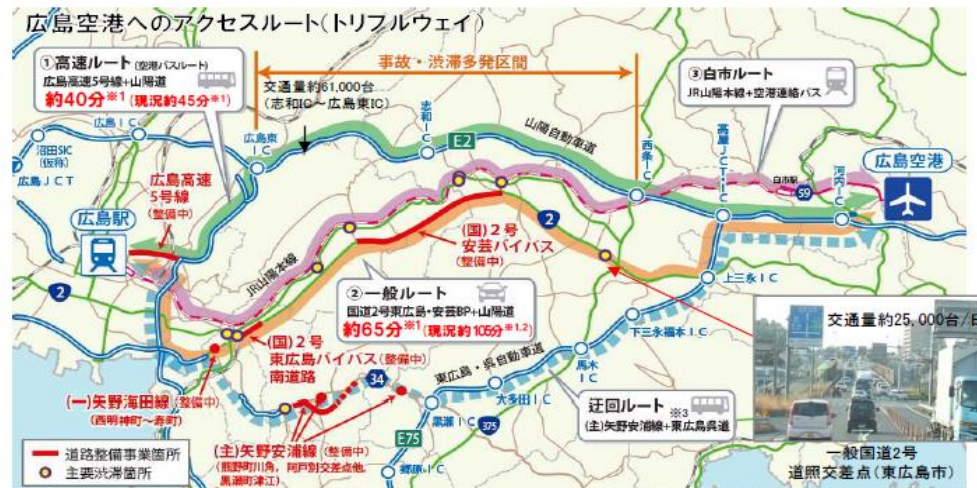 広島空港へのアクセスルート(トリプルウェイ)
①高速ルート(空港バスルート)
広島高速5号線+山陽道
約40分※1(現況約45分※1)
事故・渋滞多発区間
交通量約61,000台
(志和IC~広島東IC)
③白市ルート
JR山陽本線+空港連絡バス
広島IC
沼田SIC
(仮称)
広島JCT
広島東
IC
志和IC
E2
山陽自動車道
西条IC
高屋JCT・IC
白市駅
59
河内IC
広島空港
広島高速
5号線
(整備中)
広島駅
2
JR山陽本線
(国)2号
安芸バイパス
(整備中)
2
②一般ルート
国道2号東広島・安芸BP+山陽道
約65分※1(現況約105分※1,2)
上三永IC
下三永福本IC
馬木
IC
大多田IC
東広島・呉自動車道
(国)2号
東広島バイパス(整備中)
南道路
34
(一)矢野海田線(整備中)
(西明神町~寿町)
黒瀬IC
375
E75
郷原IC
迂回ルート※3
(主)矢野安浦線+東広島呉道
(主)矢野安浦線(整備中)
(熊野町川角,阿戸別交差点他,
黒瀬町津江)
道路整備事業箇所
主要渋滞箇所
交通量約25,000台/日
一般国道2号
道照交差点(東広島市)